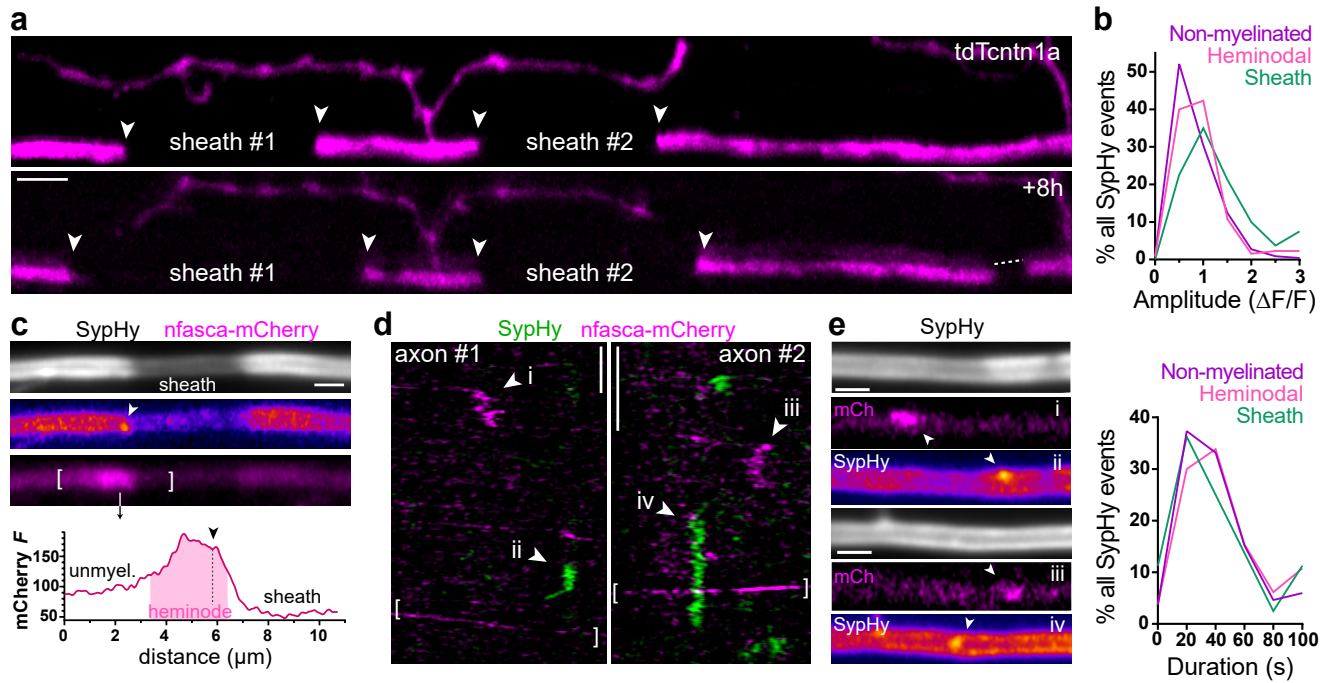 a
tdTcntn1a
sheath #1
sheath #2
+8h
sheath #1
sheath #2
b
Non-myelinated
Heminodal
Sheath
% all SypHy events
50
40
30
20
10
0
0
1
2
3
Amplitude (ΔF/F)
Non-myelinated
Heminodal
Sheath
% all SypHy events
40
30
20
10
0
0
20
40
60
80
100
Duration (s)
c
SypHy
nfasca-mCherry
sheath
[
]
mCherry F
150
100
50
unmyel.
heminode
sheath
0
2
4
6
8
10
distance (µm)
d
SypHy
nfasca-mCherry
axon #1
i
ii
[
]
axon #2
iii
iv
[
]
e
SypHy
mCh
i
SypHy
ii
mCh
iii
SypHy
iv